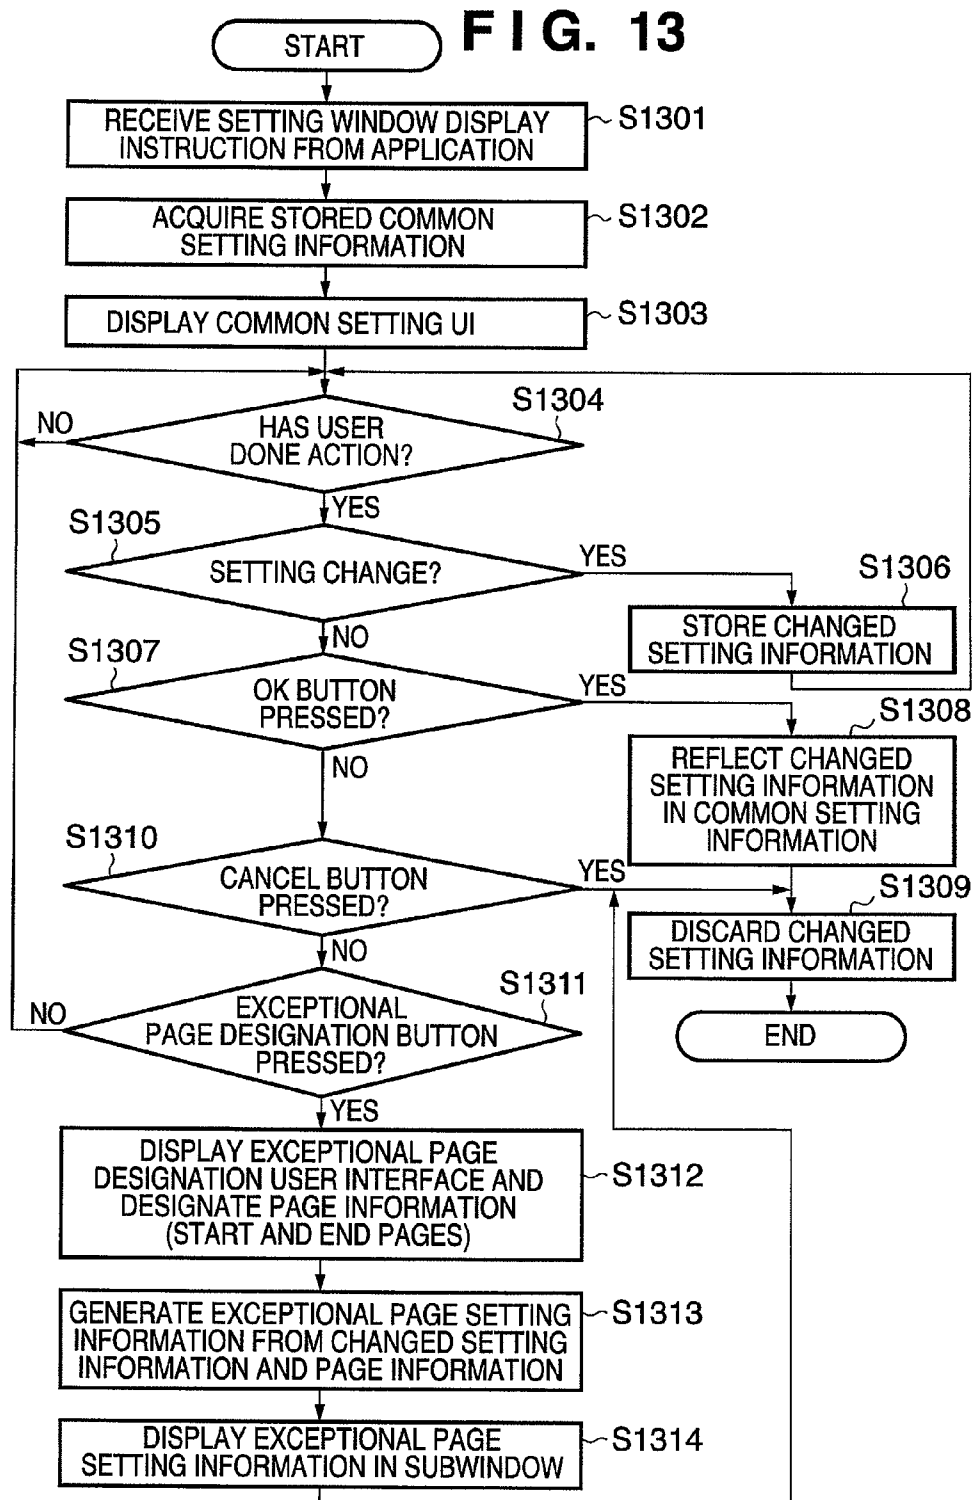 FIG. 13
START
RECEIVE SETTING WINDOW DISPLAY
INSTRUCTION FROM APPLICATION
S1301
ACQUIRE STORED COMMON
SETTING INFORMATION
S1302
DISPLAY COMMON SETTING UI
S1303
S1304
NO
HAS USER
DONE ACTION?
YES
S1305
SETTING CHANGE?
YES
S1306
STORE CHANGED
SETTING INFORMATION
NO
S1307
OK BUTTON
PRESSED?
YES
S1308
REFLECT CHANGED
SETTING INFORMATION
IN COMMON SETTING
INFORMATION
NO
S1310
CANCEL BUTTON
PRESSED?
YES
S1309
DISCARD CHANGED
SETTING INFORMATION
NO
S1311
NO
EXCEPTIONAL
PAGE DESIGNATION BUTTON
PRESSED?
END
YES
DISPLAY EXCEPTIONAL PAGE
DESIGNATION USER INTERFACE AND
DESIGNATE PAGE INFORMATION
(START AND END PAGES)
S1312
GENERATE EXCEPTIONAL PAGE SETTING
INFORMATION FROM CHANGED SETTING
INFORMATION AND PAGE INFORMATION
S1313
DISPLAY EXCEPTIONAL PAGE
SETTING INFORMATION IN SUBWINDOW
S1314